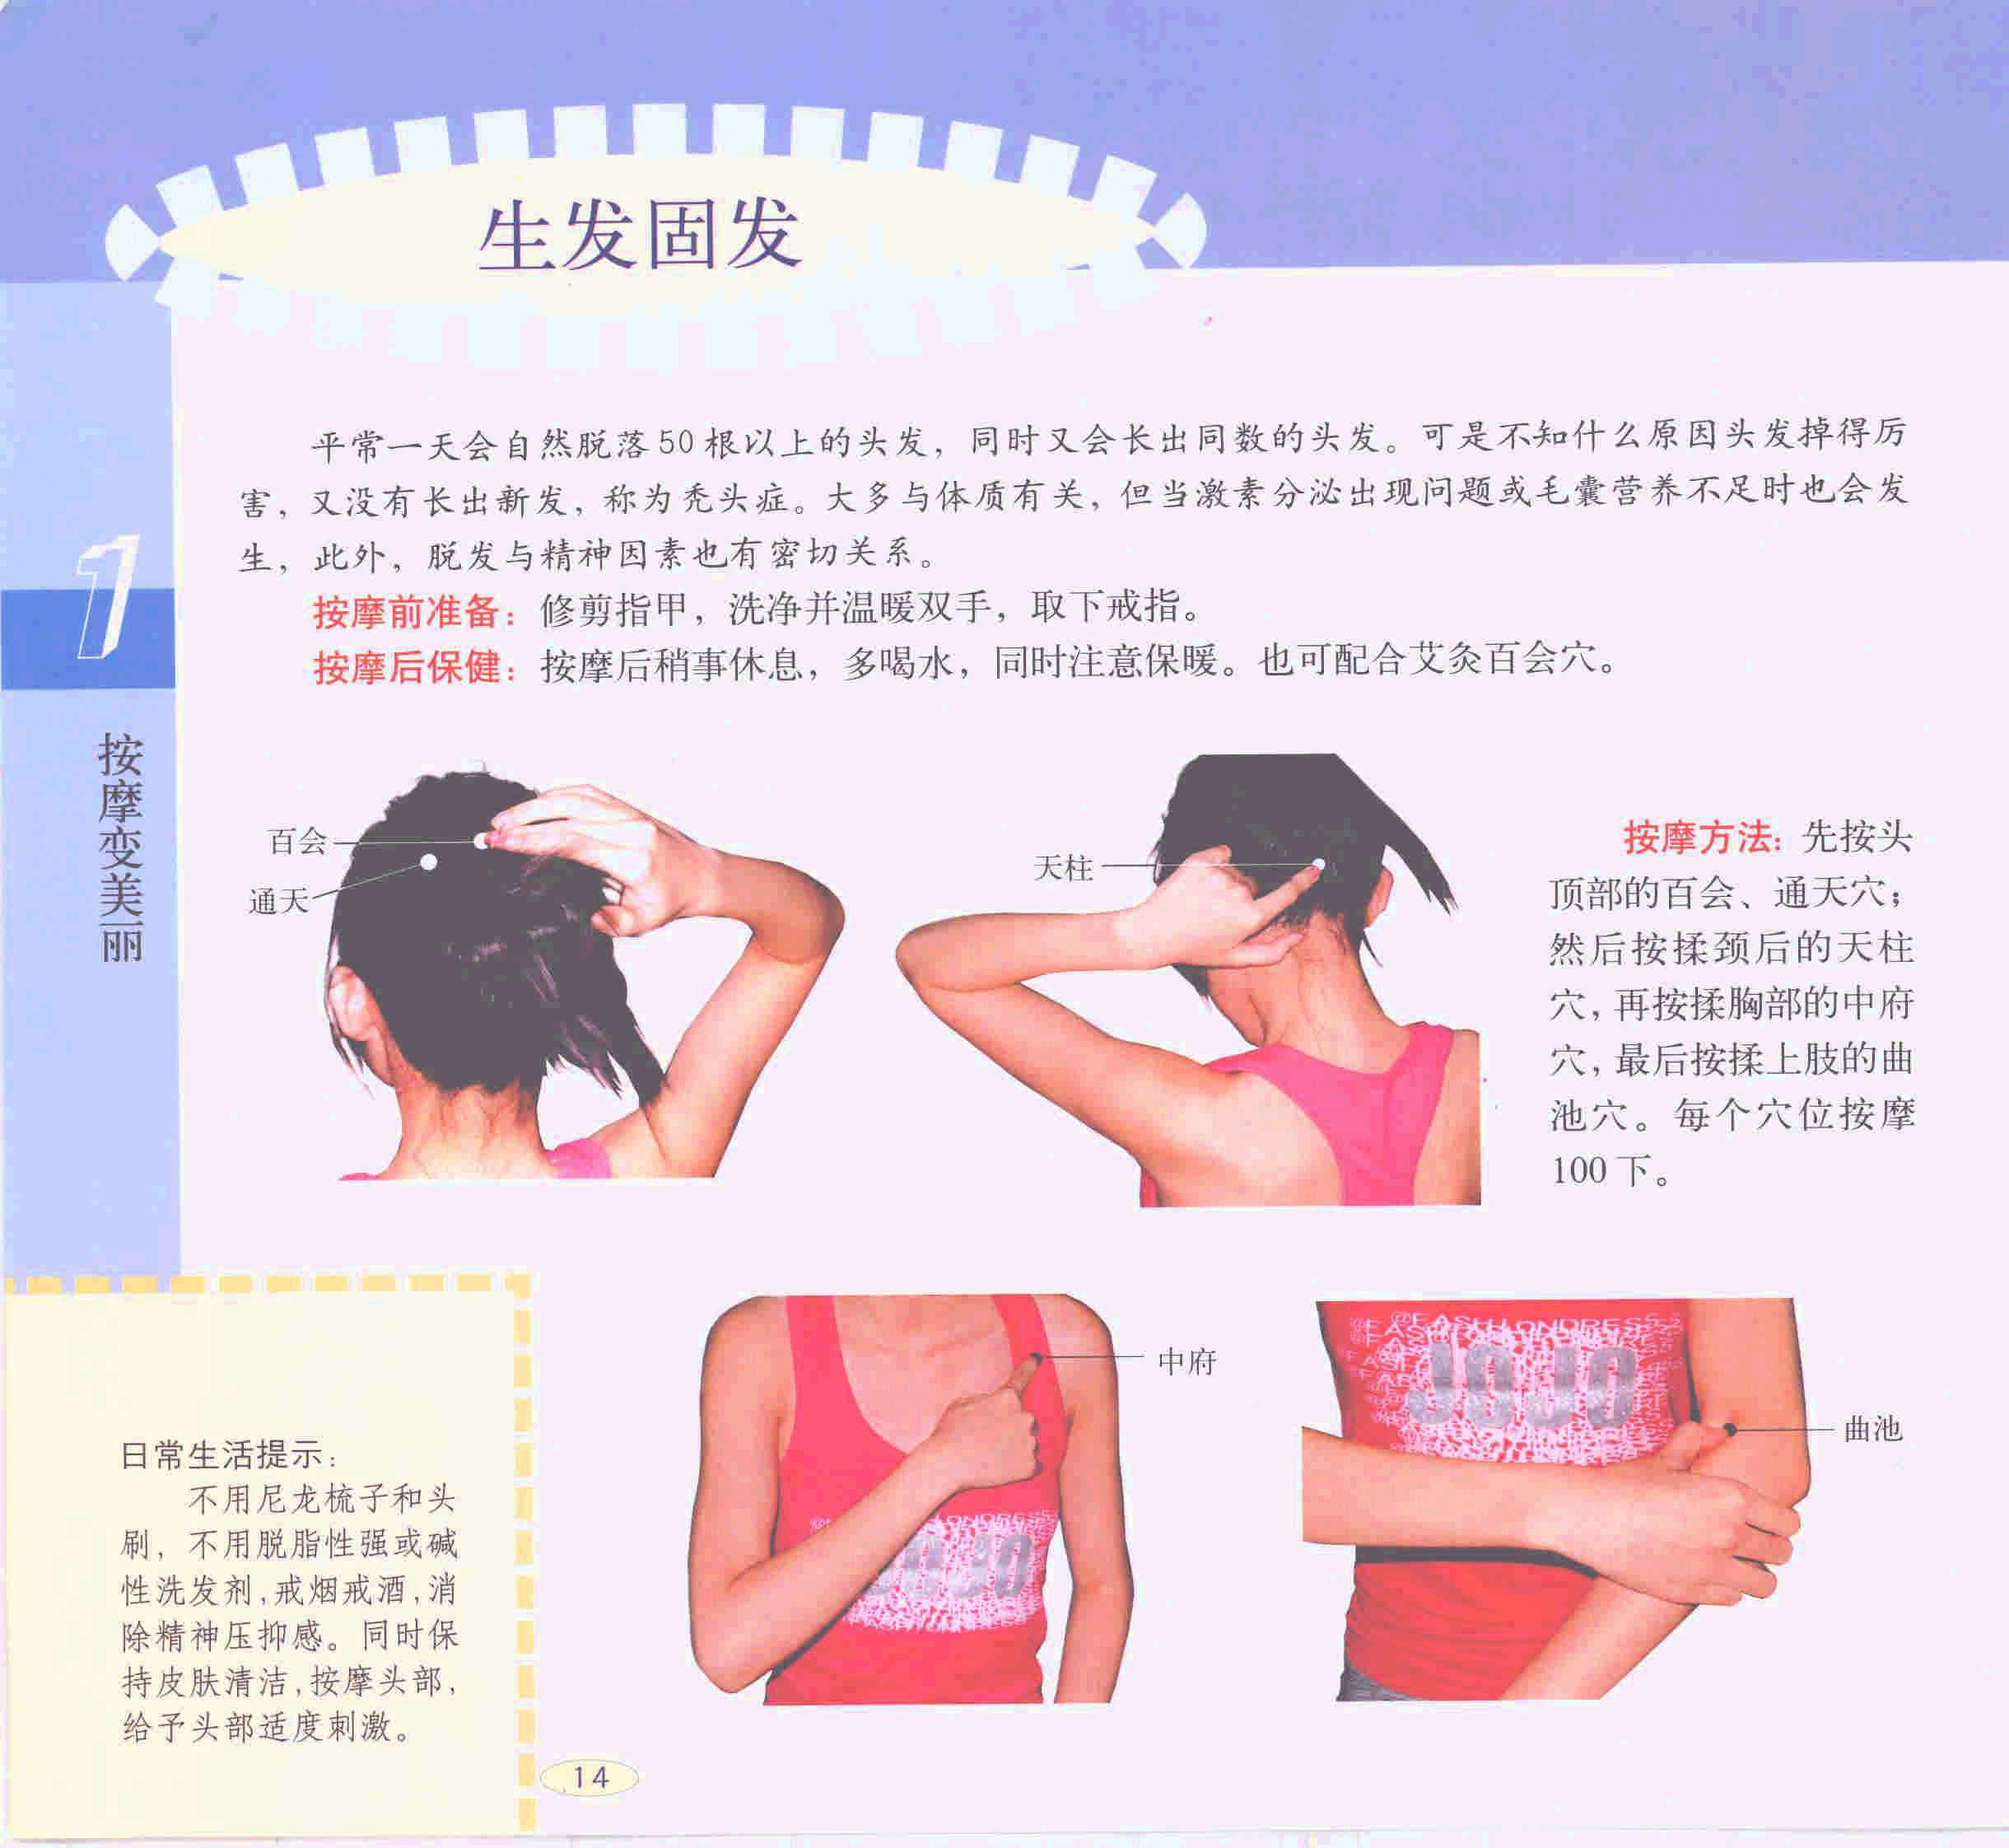 生发固发
平常一天会自然脱落50根以上的头发，同时又会长出同数的头发。可是不知什么原因头发掉得厉
害，又没有长出新发，称为秃头症。大多与体质有关，但当激素分泌出现问题或毛囊营养不足时也会发
生，此外，脱发与精神因素也有密切关系。
按摩前准备：修剪指甲，洗净并温暖双手，取下戒指。
按摩后保健：按摩后稍事休息，多喝水，同时注意保暖。也可配合艾灸百会穴。
1
按摩变美丽
百会
通天
天柱
按摩方法：先按头
顶部的百会、通天穴；
然后按揉颈后的天柱
穴，再按揉胸部的中府
穴，最后按揉上肢的曲
池穴。每个穴位按摩
100下。
中府
JOJO
曲池
JOJO
日常生活提示：
不用尼龙梳子和头
刷，不用脱脂性强或碱
性洗发剂，戒烟戒酒，消
除精神压抑感。同时保
持皮肤清洁，按摩头部，
给予头部适度刺激。
14